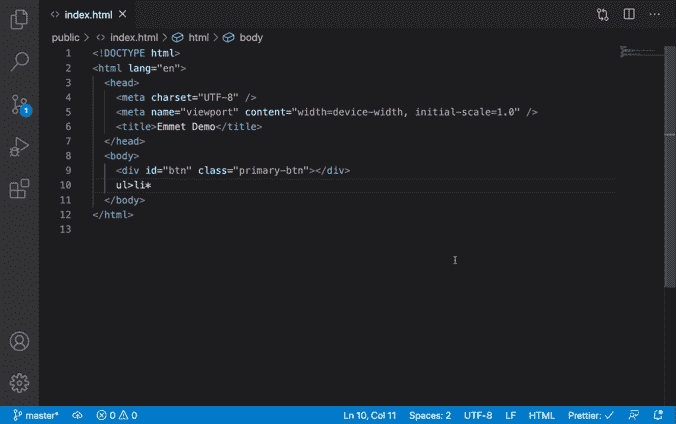 index.html
public > index.html > html > body
1 <!DOCTYPE html>
2 <html lang="en">
3 <head>
4 <meta charset="UTF-8" />
5 <meta name="viewport" content="width=device-width, initial-scale=1.0" />
6 <title>Emmet Demo</title>
7 </head>
8 <body>
9 <div id="btn" class="primary-btn"></div>
10 ul>li*
11 </body>
12 </html>
13
1
master* 0 0 Ln 10, Col 11 Spaces: 2 UTF-8 LF HTML Prettier: ✓